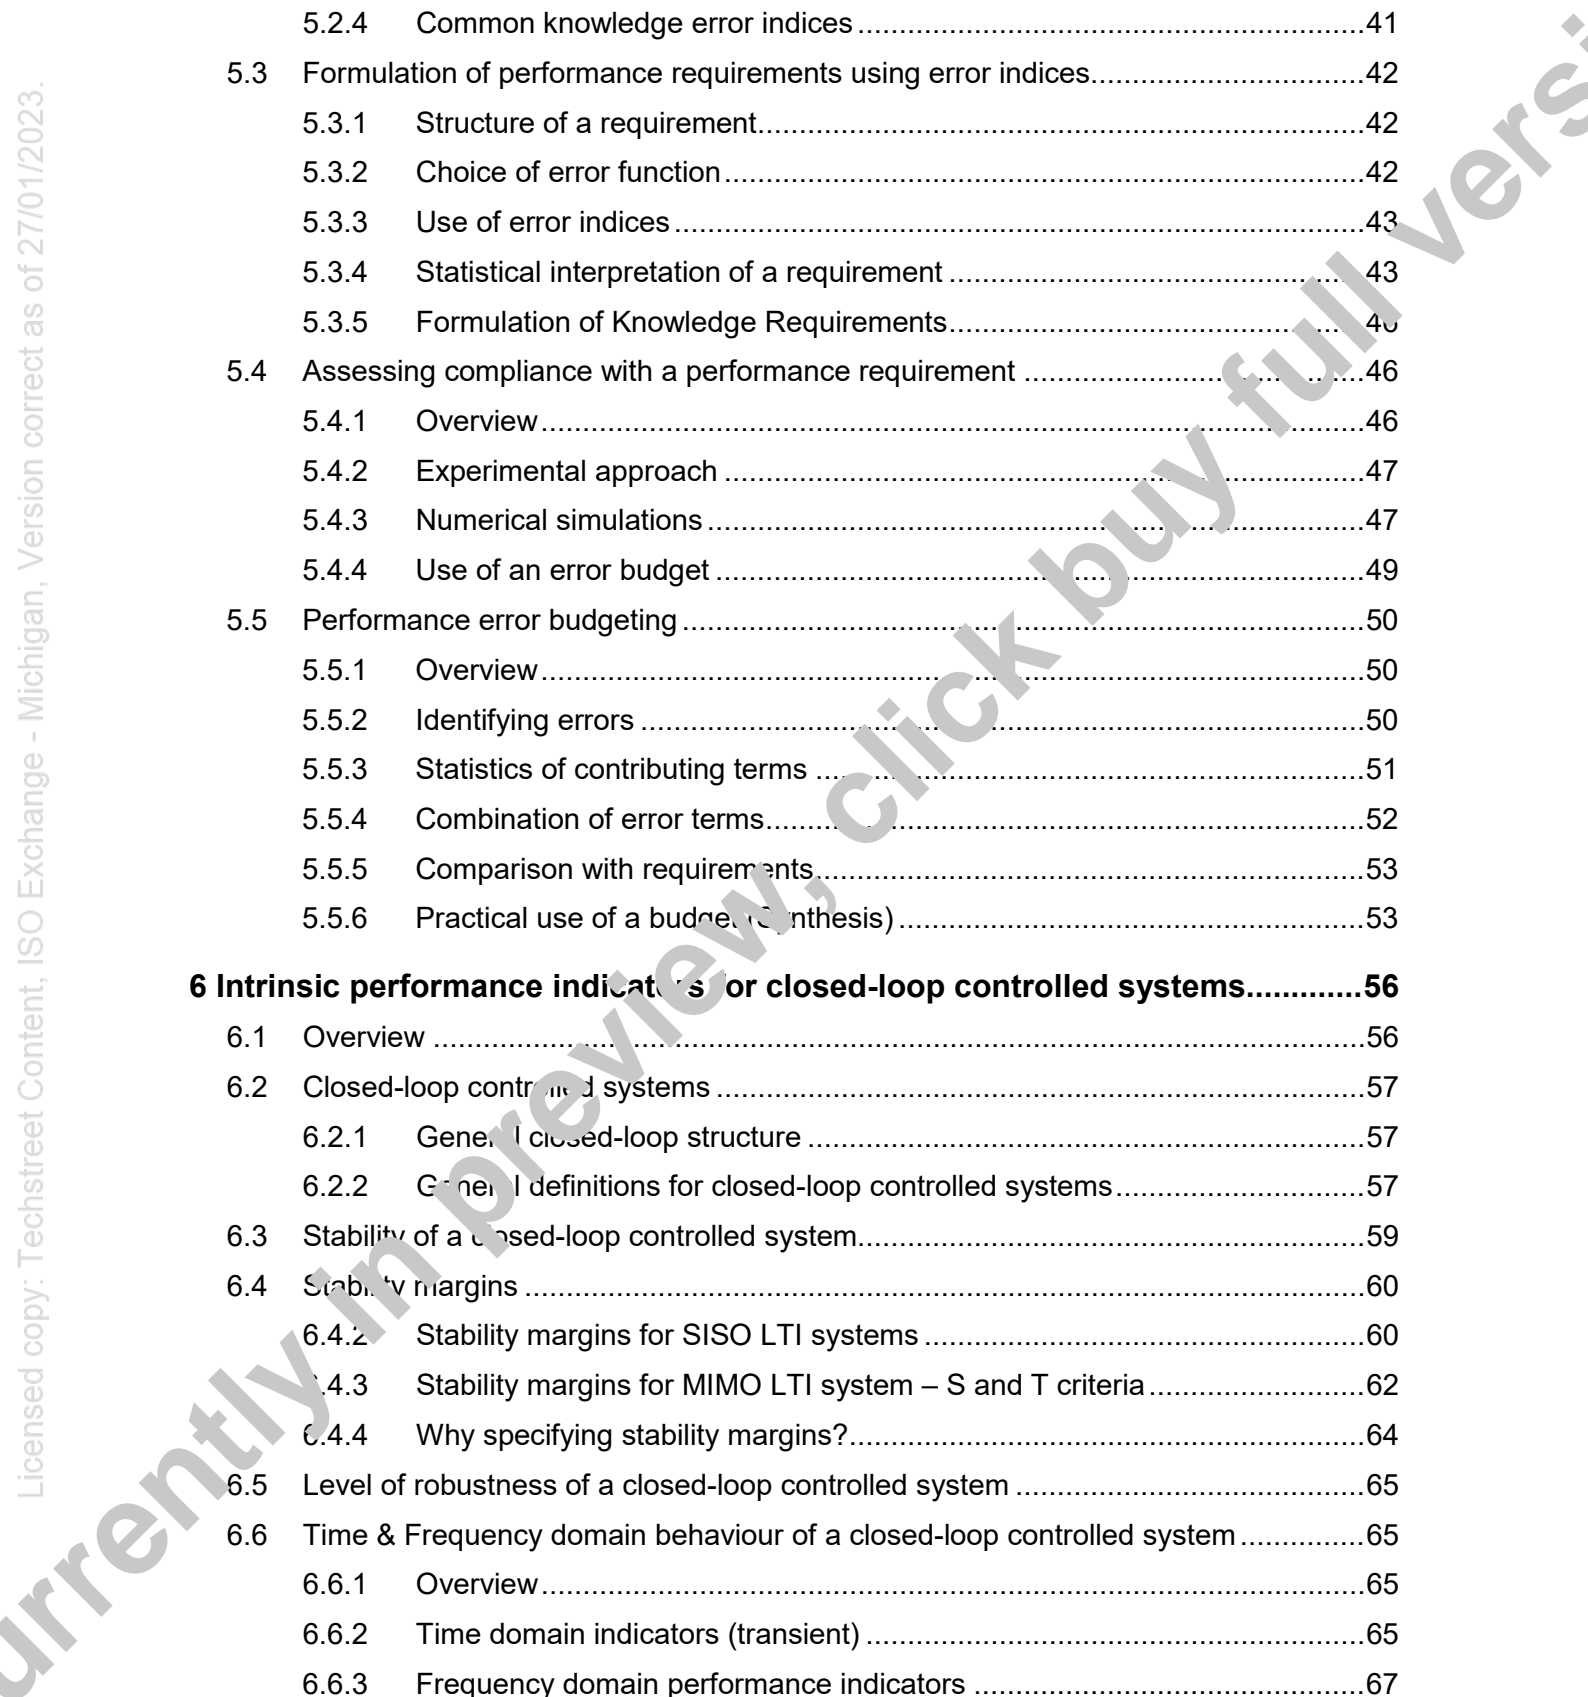 5.2.4 Common knowledge error indices ........ 41
5.3 Formulation of performance requirements using error indices ........ 42
5.3.1 Structure of a requirement ........ 42
5.3.2 Choice of error function ........ 42
5.3.3 Use of error indices ........ 43
5.3.4 Statistical interpretation of a requirement ........ 43
5.3.5 Formulation of Knowledge Requirements ........
5.4 Assessing compliance with a performance requirement ........ 46
5.4.1 Overview ........ 46
5.4.2 Experimental approach ........ 47
5.4.3 Numerical simulations ........ 47
5.4.4 Use of an error budget ........ 49
5.5 Performance error budgeting ........ 50
5.5.1 Overview ........ 50
5.5.2 Identifying errors ........ 50
5.5.3 Statistics of contributing terms ........ 51
5.5.4 Combination of error terms ........ 52
5.5.5 Comparison with requirements ........ 53
5.5.6 Practical use of a budget (Synthesis) ........ 53
6 Intrinsic performance indicators for closed-loop controlled systems ........ 56
6.1 Overview ........ 56
6.2 Closed-loop controlled systems ........ 57
6.2.1 General closed-loop structure ........ 57
6.2.2 General definitions for closed-loop controlled systems ........ 57
6.3 Stability of a closed-loop controlled system ........ 59
6.4 Stability margins ........ 60
6.4.2 Stability margins for SISO LTI systems ........ 60
6.4.3 Stability margins for MIMO LTI system – S and T criteria ........ 62
6.4.4 Why specifying stability margins? ........ 64
6.5 Level of robustness of a closed-loop controlled system ........ 65
6.6 Time & Frequency domain behaviour of a closed-loop controlled system ........ 65
6.6.1 Overview ........ 65
6.6.2 Time domain indicators (transient) ........ 65
6.6.3 Frequency domain performance indicators ........ 67
Licensed copy: Techstreet Content, ISO Exchange - Michigan, Version correct as of 27/01/2023.
urrently in preview, click buy full versi